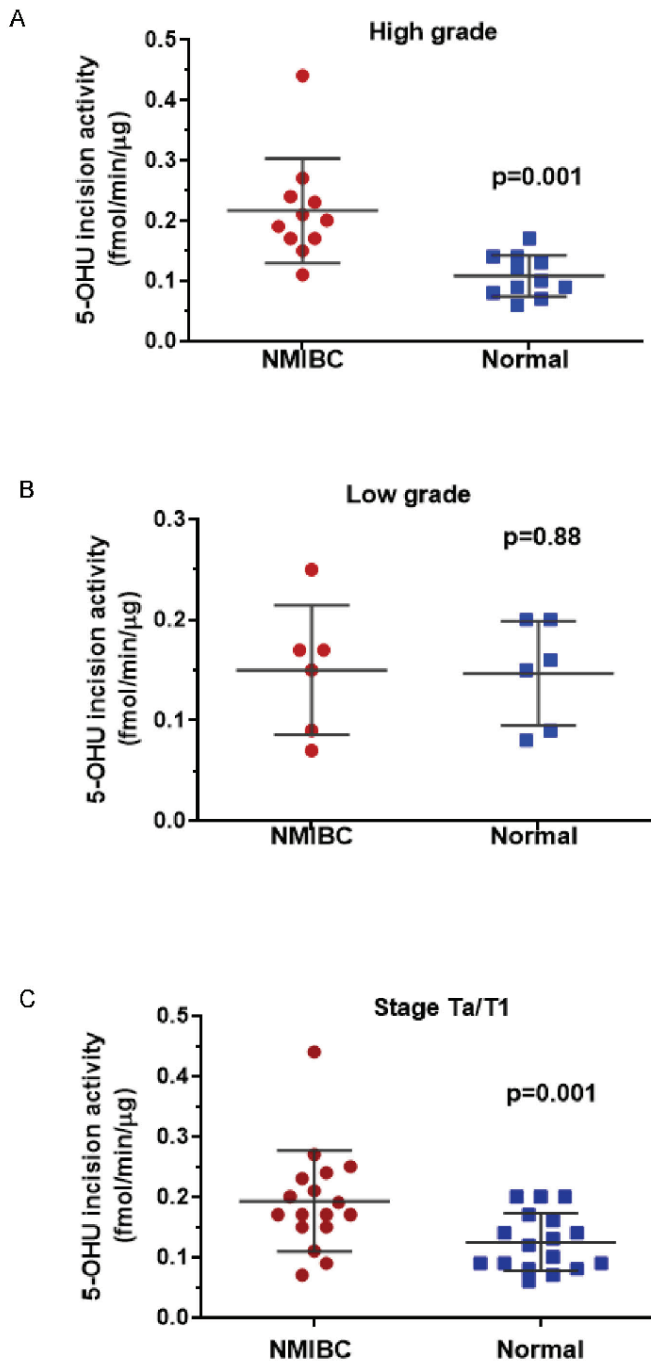 A
High grade
5-OHU incision activity
(fmol/min/μg)
0.5
0.4
0.3
0.2
0.1
0.0
p=0.001
NMIBC
Normal
B
Low grade
5-OHU incision activity
(fmol/min/μg)
0.3
0.2
0.1
0.0
p=0.88
NMIBC
Normal
C
Stage Ta/T1
5-OHU incision activity
(fmol/min/μg)
0.5
0.4
0.3
0.2
0.1
0.0
p=0.001
NMIBC
Normal